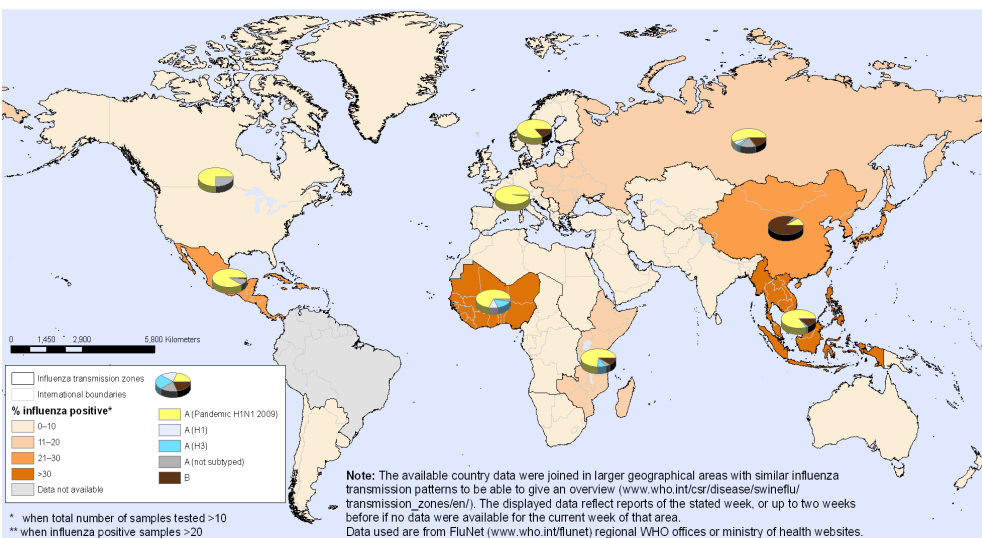 0 1,450 2,900 5,800 Kilometers
Influenza transmission zones
International boundaries
% influenza positive*
0–10
11–20
21–30
>30
Data not available
A (Pandemic H1N1 2009)
A (H1)
A (H3)
A (not subtyped)
B
* when total number of samples tested >10
** when influenza positive samples >20
Note: The available country data were joined in larger geographical areas with similar influenza
transmission patterns to be able to give an overview (www.who.int/csr/disease/swineflu/
transmission_zones/en/). The displayed data reflect reports of the stated week, or up to two weeks
before if no data were available for the current week of that area.
Data used are from FluNet (www.who.int/flunet) regional WHO offices or ministry of health websites.